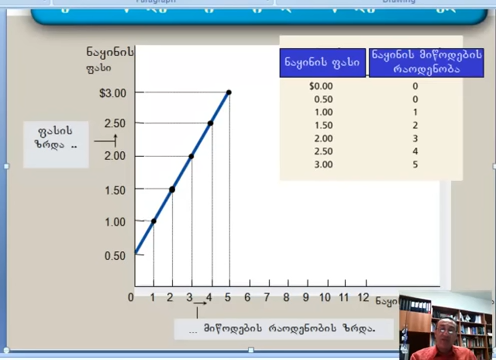 Paragraph
Drawing
ნაყინის
ფასი
ნაყინის ფასი
ნაყინის მიწოდების
რაოდენობა
$0.00 0
0.50 0
1.00 1
1.50 2
2.00 3
2.50 4
3.00 5
$3.00
2.50
2.00
1.50
1.00
0.50
ფასის
ზრდა ..
0 1 2 3 4 5 6 7 8 9 10 11 12
... მიწოდების რაოდენობის ზრდა.